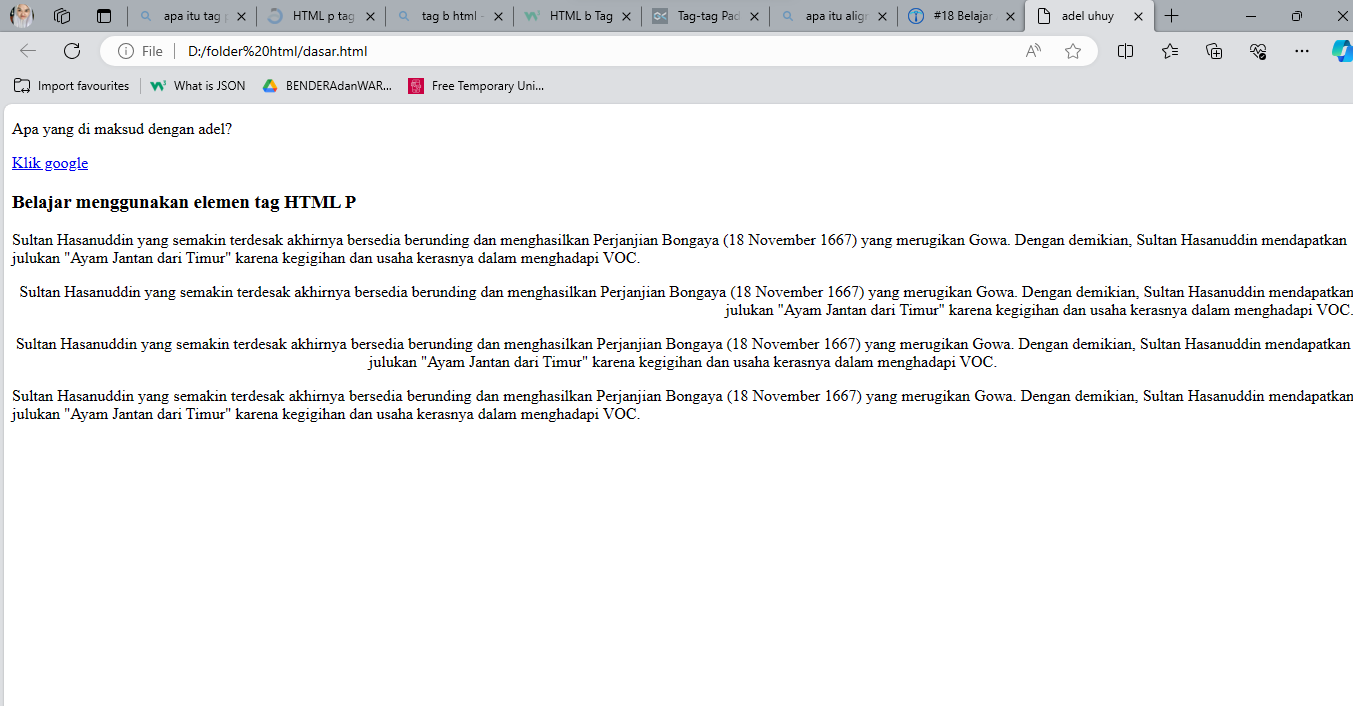 apa itu tag p
HTML p tag
tag b html -
HTML b Tag
Tag-tag Pad
apa itu align
#18 Belajar
adel uhuy
File
D:/folder%20html/dasar.html
Import favourites
What is JSON
BENDERAdanWAR...
Free Temporary Uni...
Apa yang di maksud dengan adel?
Klik google
Belajar menggunakan elemen tag HTML P
Sultan Hasanuddin yang semakin terdesak akhirnya bersedia berunding dan menghasilkan Perjanjian Bongaya (18 November 1667) yang merugikan Gowa. Dengan demikian, Sultan Hasanuddin mendapatkan
julukan "Ayam Jantan dari Timur" karena kegigihan dan usaha kerasnya dalam menghadapi VOC.
Sultan Hasanuddin yang semakin terdesak akhirnya bersedia berunding dan menghasilkan Perjanjian Bongaya (18 November 1667) yang merugikan Gowa. Dengan demikian, Sultan Hasanuddin mendapatkan
julukan "Ayam Jantan dari Timur" karena kegigihan dan usaha kerasnya dalam menghadapi VOC.
Sultan Hasanuddin yang semakin terdesak akhirnya bersedia berunding dan menghasilkan Perjanjian Bongaya (18 November 1667) yang merugikan Gowa. Dengan demikian, Sultan Hasanuddin mendapatkan
julukan "Ayam Jantan dari Timur" karena kegigihan dan usaha kerasnya dalam menghadapi VOC.
Sultan Hasanuddin yang semakin terdesak akhirnya bersedia berunding dan menghasilkan Perjanjian Bongaya (18 November 1667) yang merugikan Gowa. Dengan demikian, Sultan Hasanuddin mendapatkan
julukan "Ayam Jantan dari Timur" karena kegigihan dan usaha kerasnya dalam menghadapi VOC.